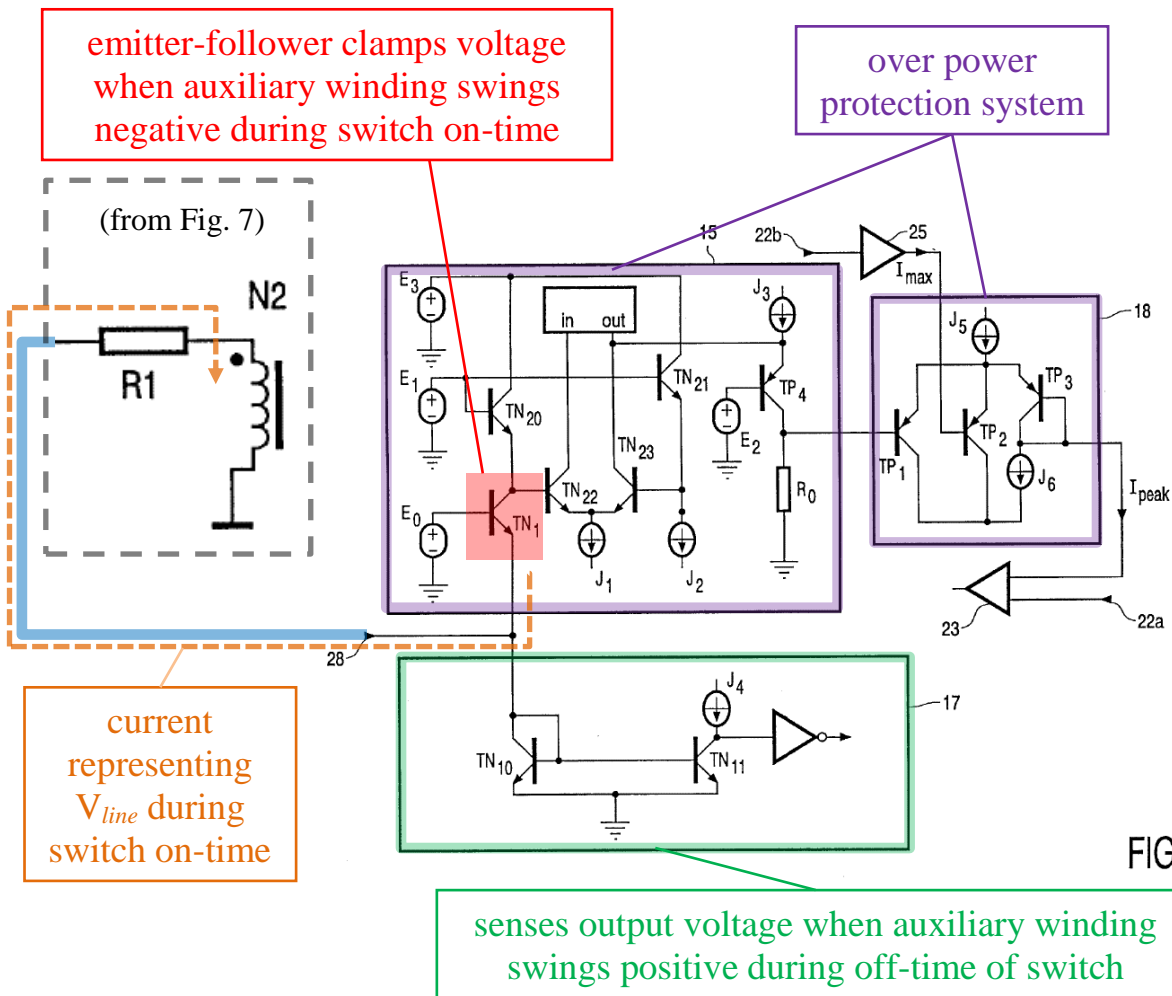 emitter-follower clamps voltage
when auxiliary winding swings
negative during switch on-time
over power
protection system
(from Fig. 7)
N2
R1
E3
E1
E0
in
out
TN20
TN1
TN22
TN23
TN21
J1
J2
J3
TP4
E2
R0
15
22b
25
Imax
J5
18
TP3
TP2
TP1
J6
Ipeak
23
22a
28
current
representing
Vline during
switch on-time
J4
17
TN10
TN11
FIG
senses output voltage when auxiliary winding
swings positive during off-time of switch